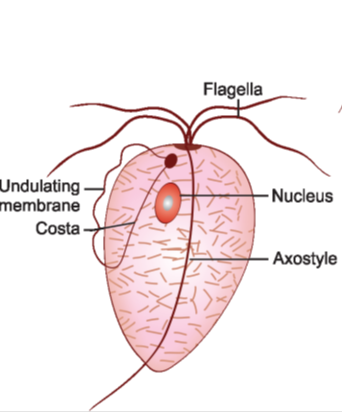 Flagella
Undulating
membrane
Nucleus
Costa
Axostyle